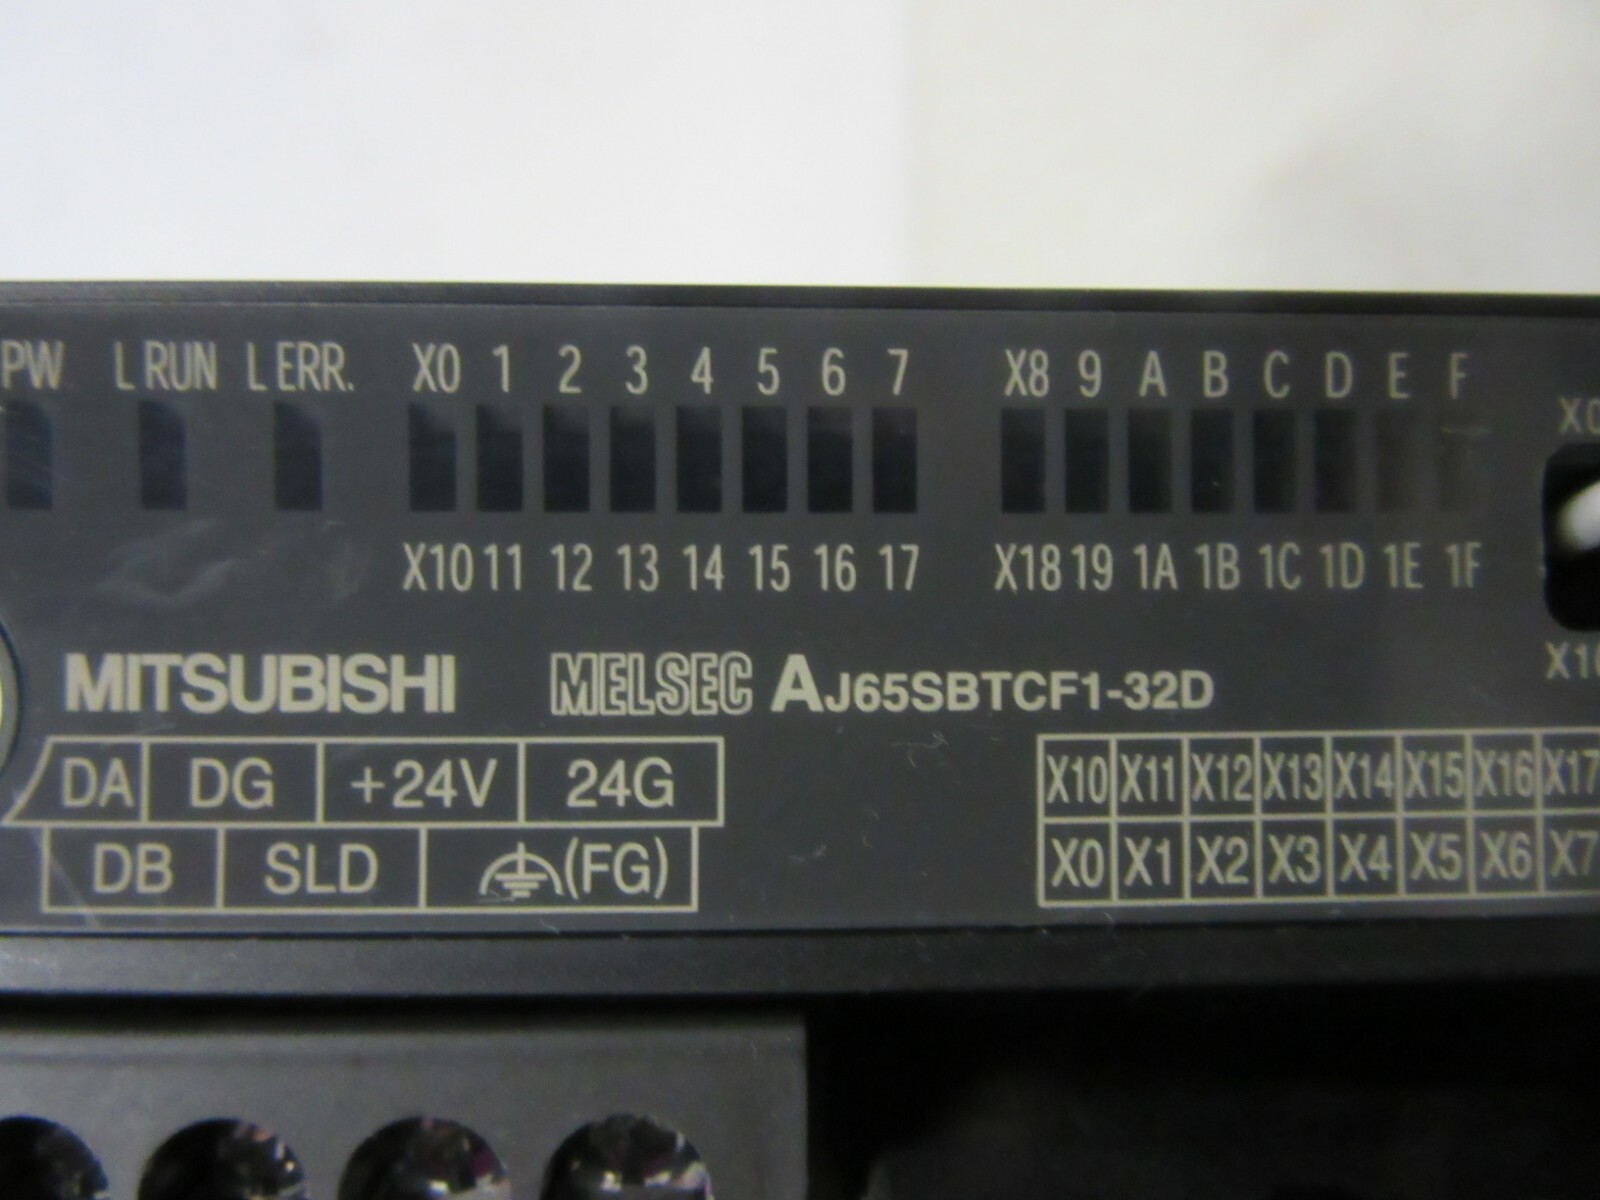 PW L RUN L ERR. X0 1 2 3 4 5 6 7 X8 9 A B C D E F
X10 11 12 13 14 15 16 17 X18 19 1A 1B 1C 1D 1E 1F
MITSUBISHI MELSEC AJ65SBTCF1-32D
DA DG +24V 24G
DB SLD (FG)
X10 X11 X12 X13 X14 X15 X16 X17
X0 X1 X2 X3 X4 X5 X6 X7